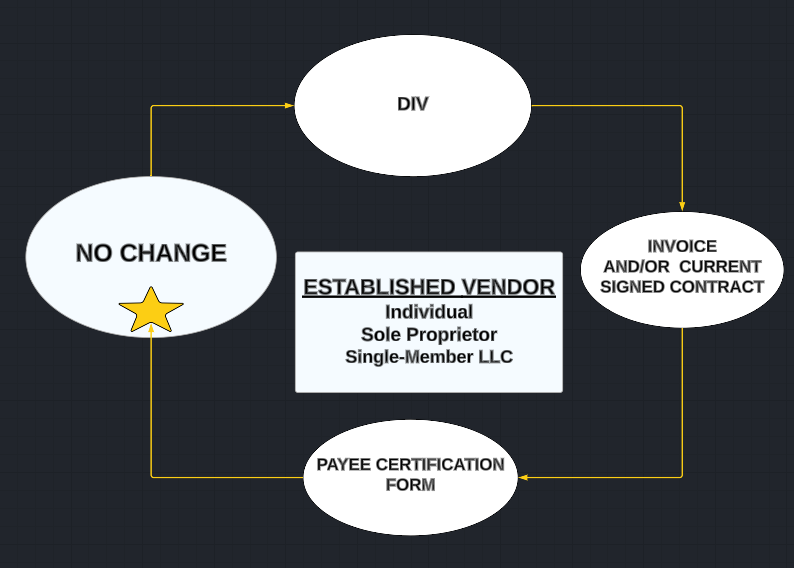 DIV
NO CHANGE
INVOICE
AND/OR CURRENT
SIGNED CONTRACT
ESTABLISHED VENDOR
Individual
Sole Proprietor
Single-Member LLC
PAYEE CERTIFICATION
FORM